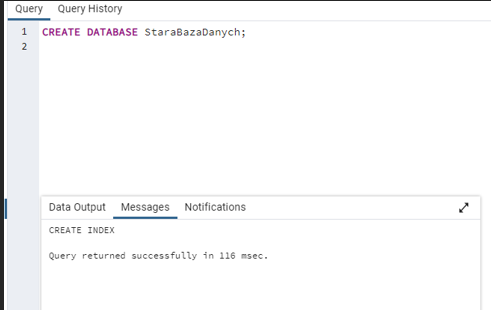 Query Query History
1 CREATE DATABASE StaraBazaDanych;
2
Data Output Messages Notifications
CREATE INDEX
Query returned successfully in 116 msec.